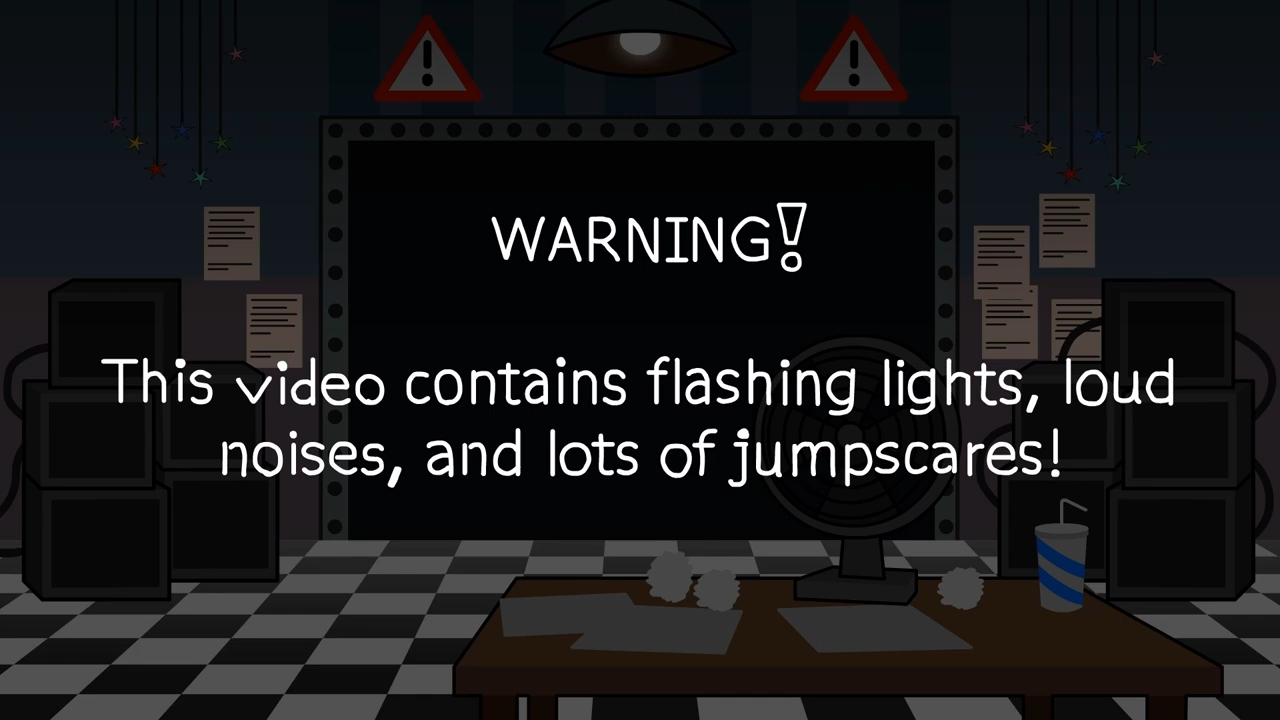 WARNING!
This video contains flashing lights, loud
noises, and lots of jumpscares!